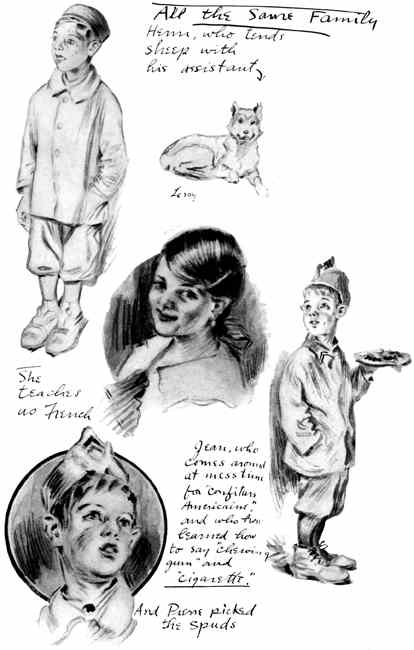 All the Same Family
Henri, who tends
sheep with
his assistant,
Leroy
She
teaches
us French
Jean, who
comes around
at mess time
for "Confiture
Americaine,"
and who has
learned how
to say "chewing
gum" and
"cigarette."
And Pierre picked
the spuds